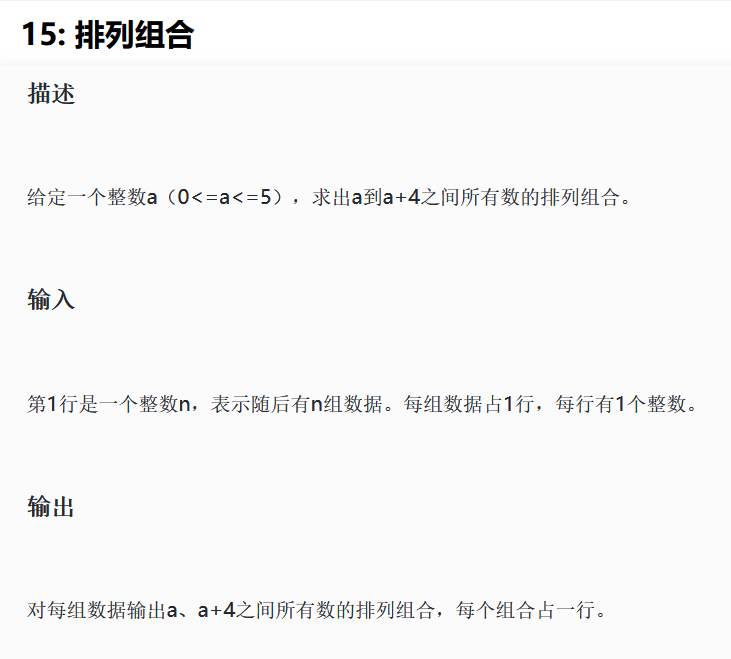 15: 排列组合
描述
给定一个整数a（0<=a<=5），求出a到a+4之间所有数的排列组合。
输入
第1行是一个整数n，表示随后有n组数据。每组数据占1行，每行有1个整数。
输出
对每组数据输出a、a+4之间所有数的排列组合，每个组合占一行。